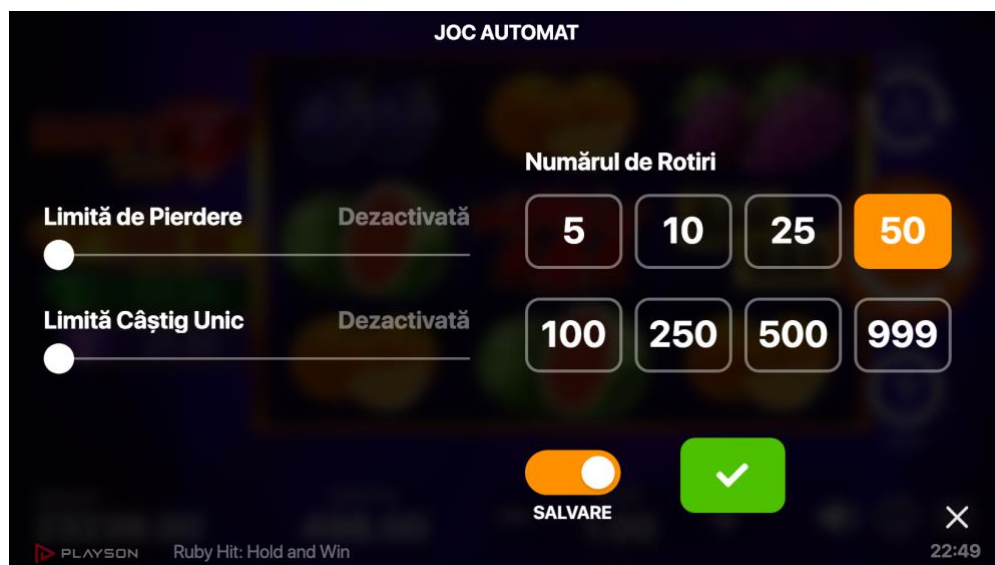 JOC AUTOMAT
Numărul de Rotiri
Limită de Pierdere Dezactivată
5 10 25 50
Limită Câștig Unic Dezactivată
100 250 500 999
SALVARE
PLAYSON Ruby Hit: Hold and Win 22:49